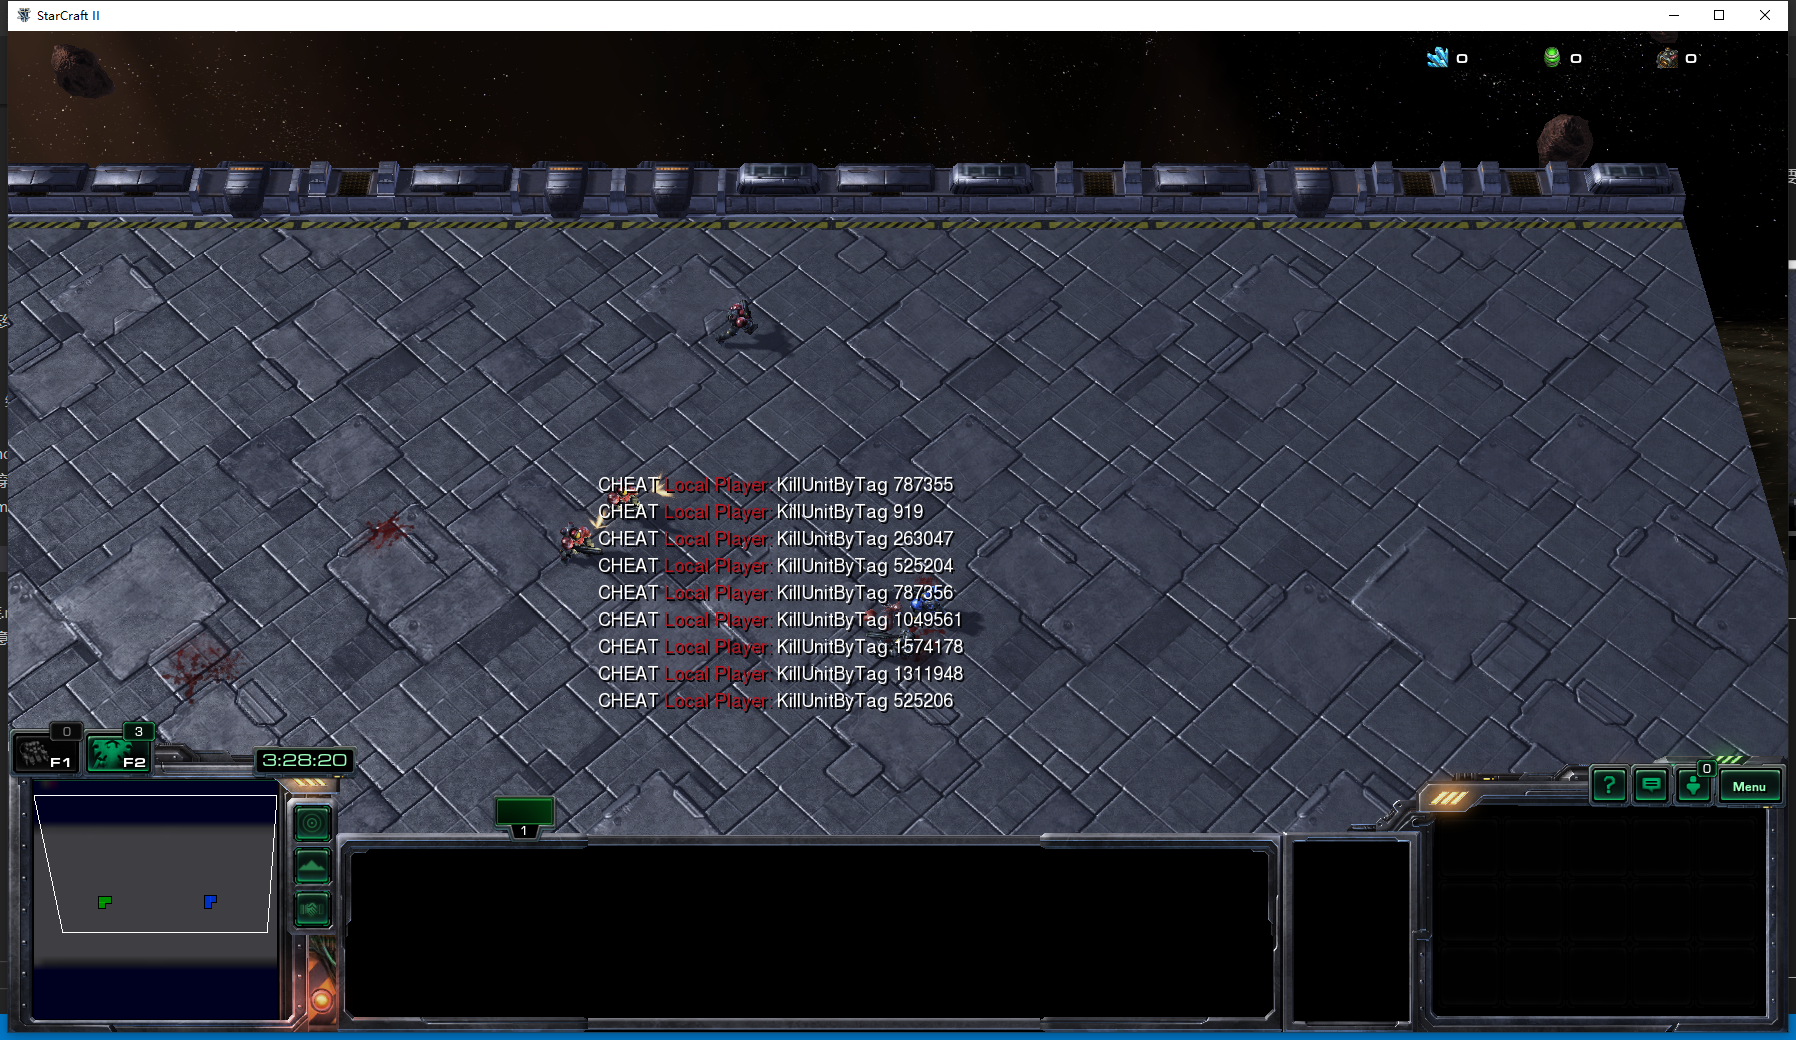 StarCraft II
0 0 0
CHEAT Local Player: KillUnitByTag 787355
CHEAT Local Player: KillUnitByTag 919
CHEAT Local Player: KillUnitByTag 263047
CHEAT Local Player: KillUnitByTag 525204
CHEAT Local Player: KillUnitByTag 787356
CHEAT Local Player: KillUnitByTag 1049561
CHEAT Local Player: KillUnitByTag 1574178
CHEAT Local Player: KillUnitByTag 1311948
CHEAT Local Player: KillUnitByTag 525206
0 3
F1 F2
3:28:20
1
0
? Menu